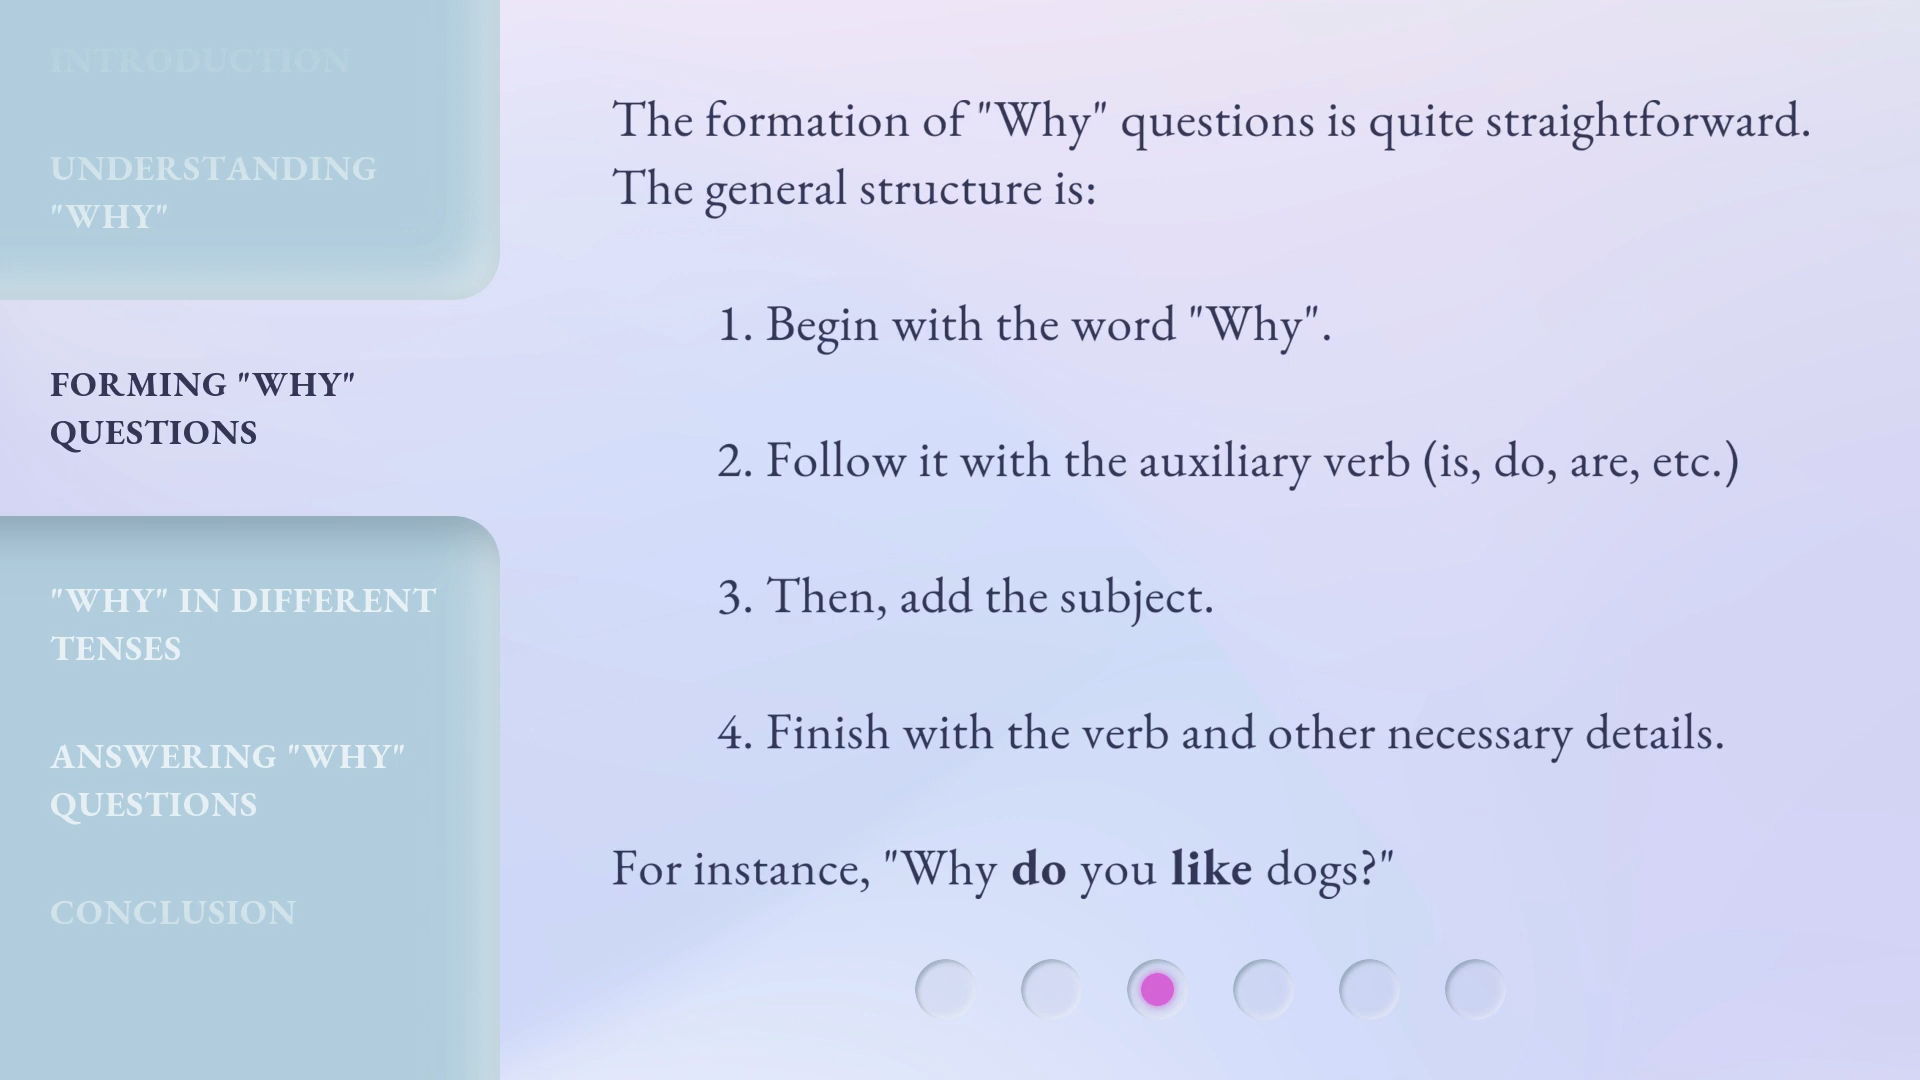 INTRODUCTION
UNDERSTANDING
"WHY"
FORMING "WHY"
QUESTIONS
"WHY" IN DIFFERENT
TENSES
ANSWERING "WHY"
QUESTIONS
CONCLUSION
The formation of "Why" questions is quite straightforward.
The general structure is:
1. Begin with the word "Why".
2. Follow it with the auxiliary verb (is, do, are, etc.)
3. Then, add the subject.
4. Finish with the verb and other necessary details.
For instance, "Why do you like dogs?"